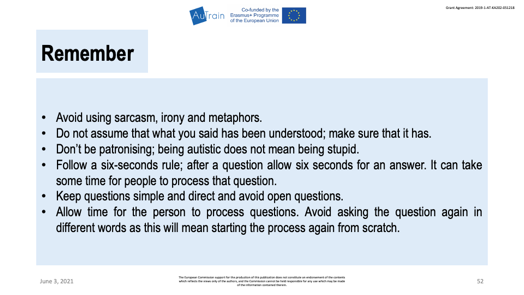 AuTrain
Co-funded by the
Erasmus+ Programme
of the European Union
Grant Agreement: 2019-1-AT-KA202-051218
Remember
• Avoid using sarcasm, irony and metaphors.
• Do not assume that what you said has been understood; make sure that it has.
• Don't be patronising; being autistic does not mean being stupid.
• Follow a six-seconds rule; after a question allow six seconds for an answer. It can take
some time for people to process that question.
• Keep questions simple and direct and avoid open questions.
• Allow time for the person to process questions. Avoid asking the question again in
different words as this will mean starting the process again from scratch.
June 3, 2021
The European Commission support for the production of this publication does not constitute an endorsement of the contents
which reflects the views only of the authors, and the Commission cannot be held responsible for any use which may be made
of the information contained therein.
52